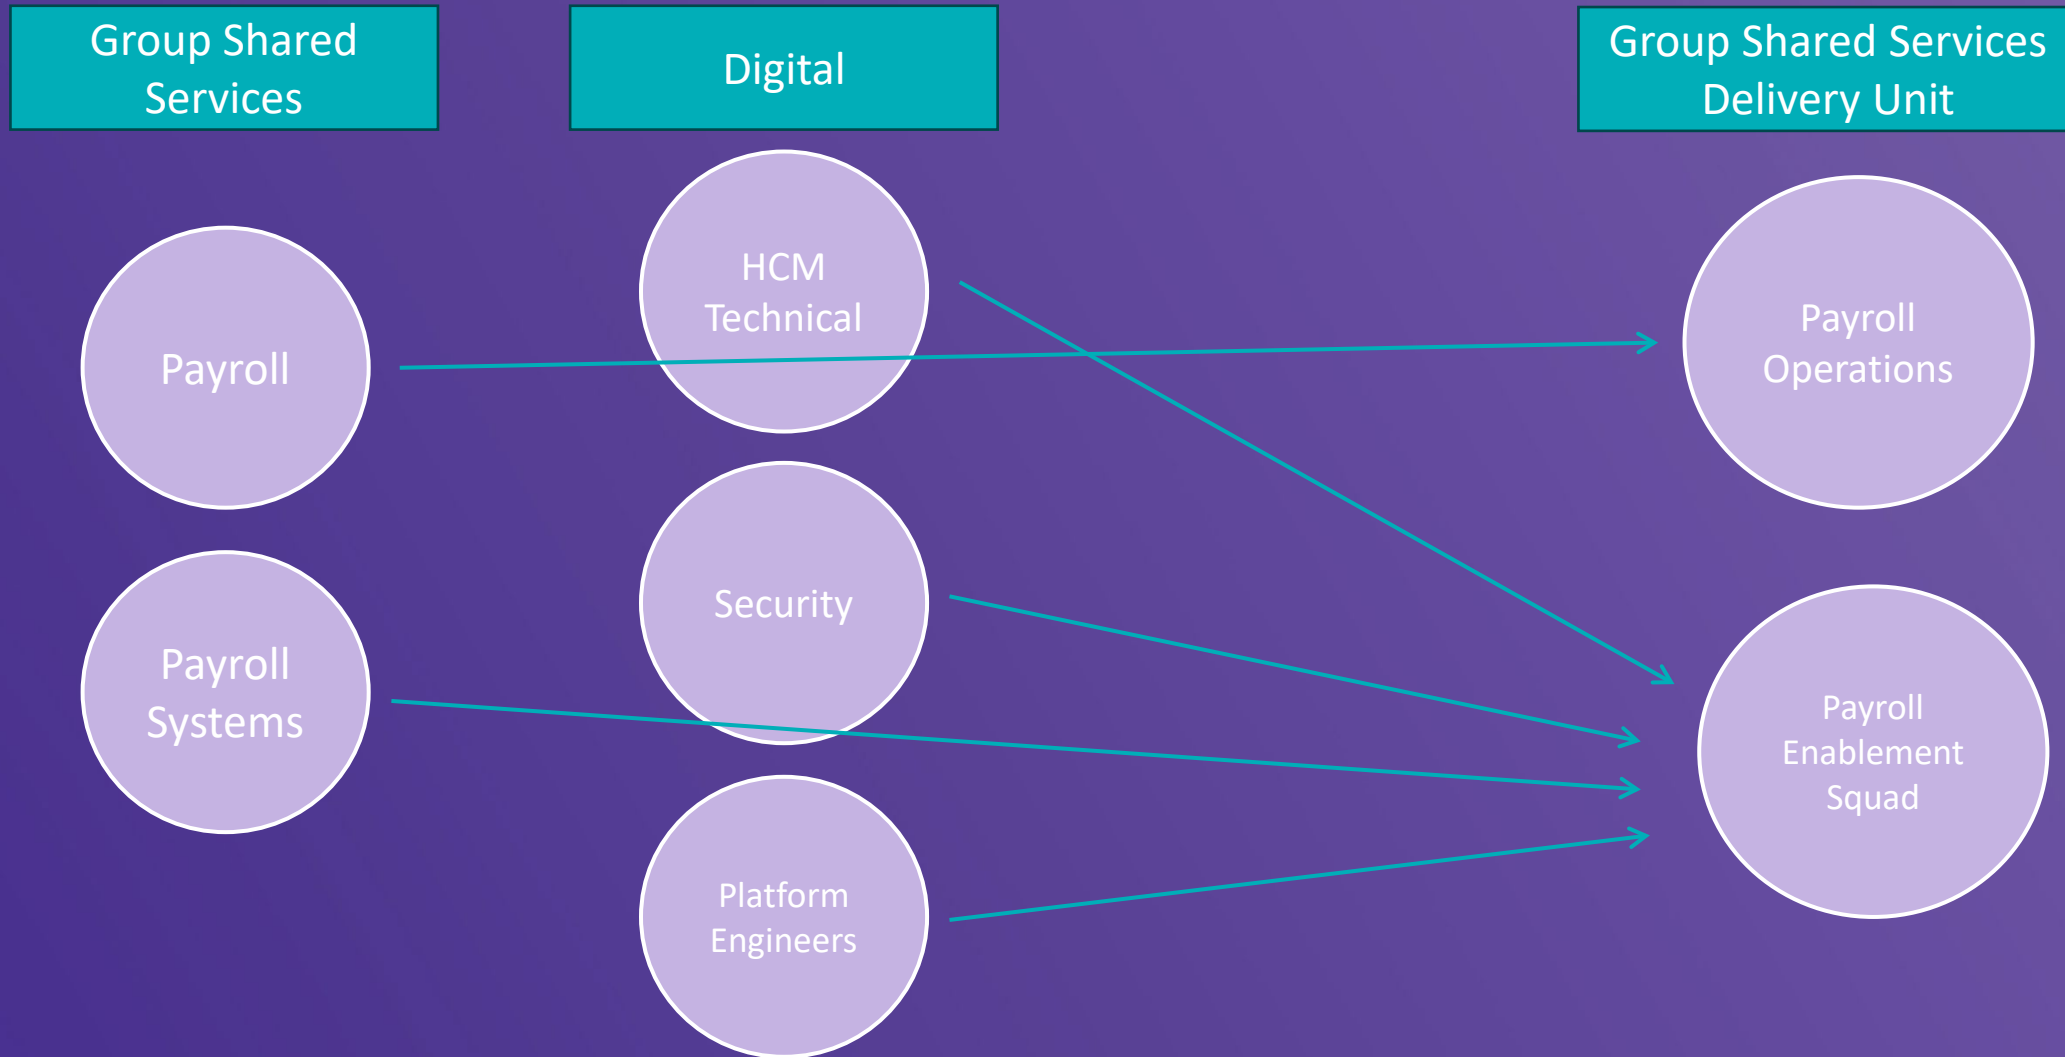 Group Shared
Services
Digital
Group Shared Services
Delivery Unit
Payroll
Payroll
Systems
HCM
Technical
Security
Platform
Engineers
Payroll
Operations
Payroll
Enablement
Squad